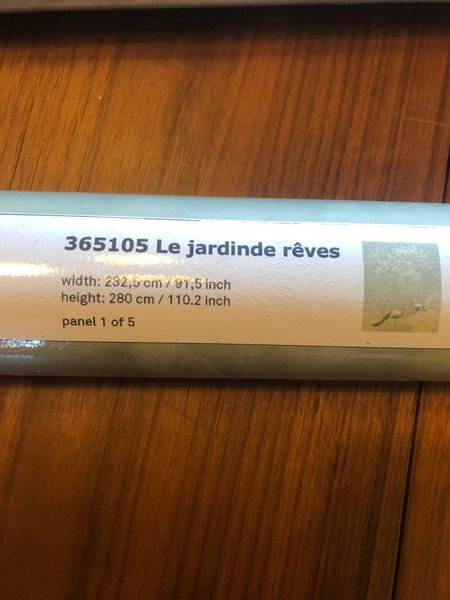 365105 Le jardinde rêves
width: 232,5 cm / 91,5 inch
height: 280 cm / 110.2 inch
panel 1 of 5